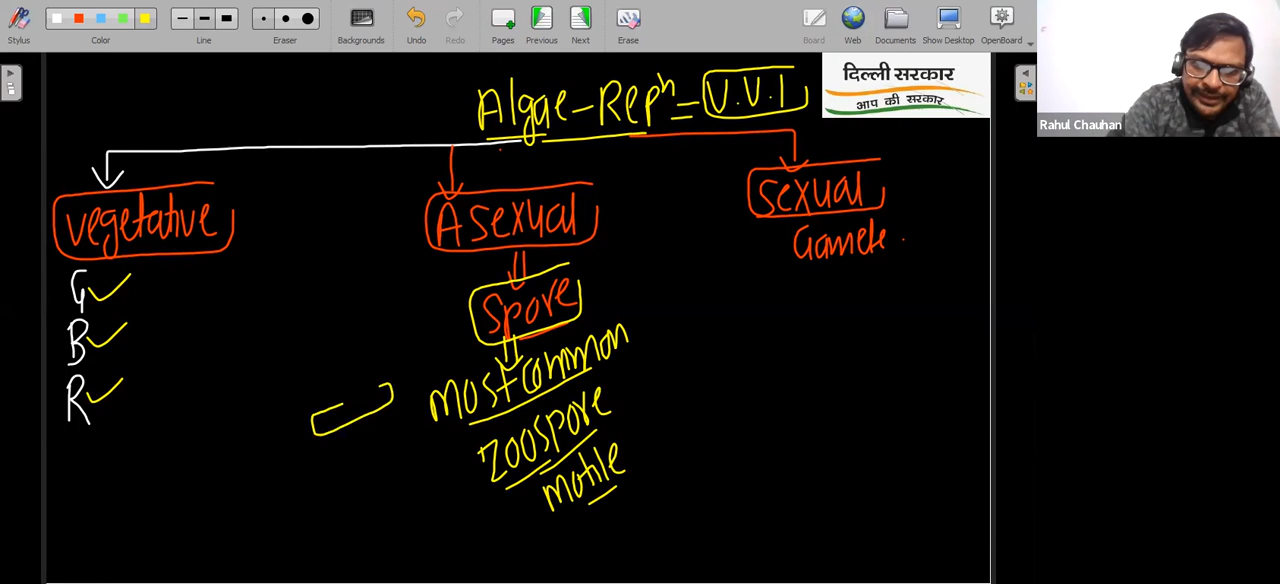 Stylus
Color
Line
Eraser
Backgrounds
Undo
Redo
Pages
Previous
Next
Erase
Board
Web
Documents
Show Desktop
OpenBoard
दिल्ली सरकार
आप की सरकार
Rahul Chauhan
Algae-Repⁿ-V.V.I
vegetative
Asexual
sexual
Gamete
G
B
R
Spore
most common
zoospore
motile